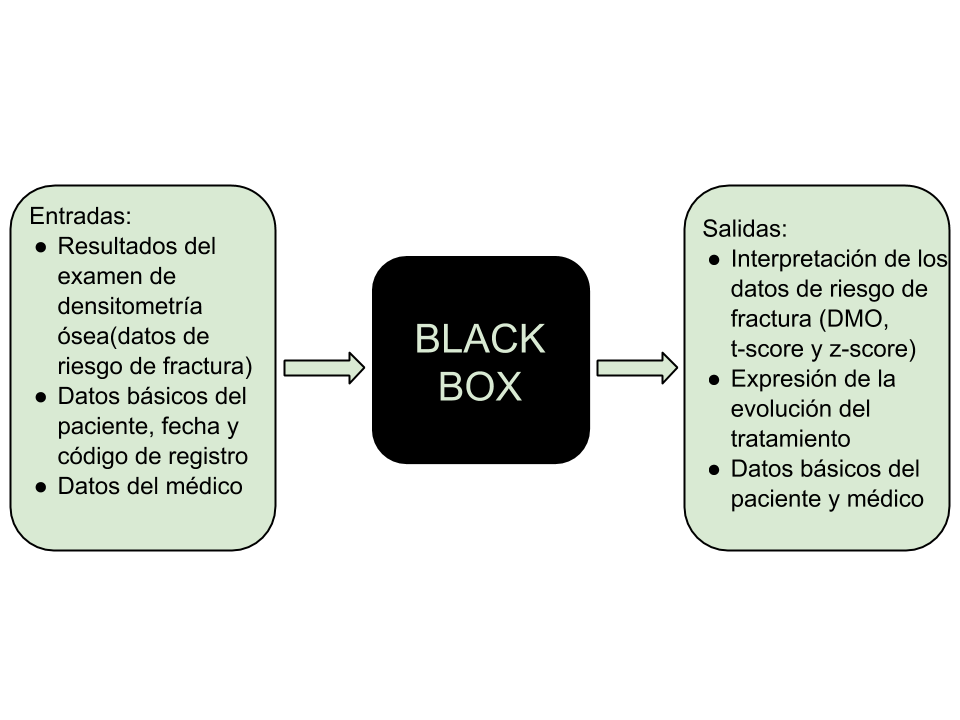 Entradas:
● Resultados del
examen de
densitometría
ósea(datos de
riesgo de fractura)
● Datos básicos del
paciente, fecha y
código de registro
● Datos del médico
BLACK
BOX
Salidas:
● Interpretación de los
datos de riesgo de
fractura (DMO,
t-score y z-score)
● Expresión de la
evolución del
tratamiento
● Datos básicos del
paciente y médico